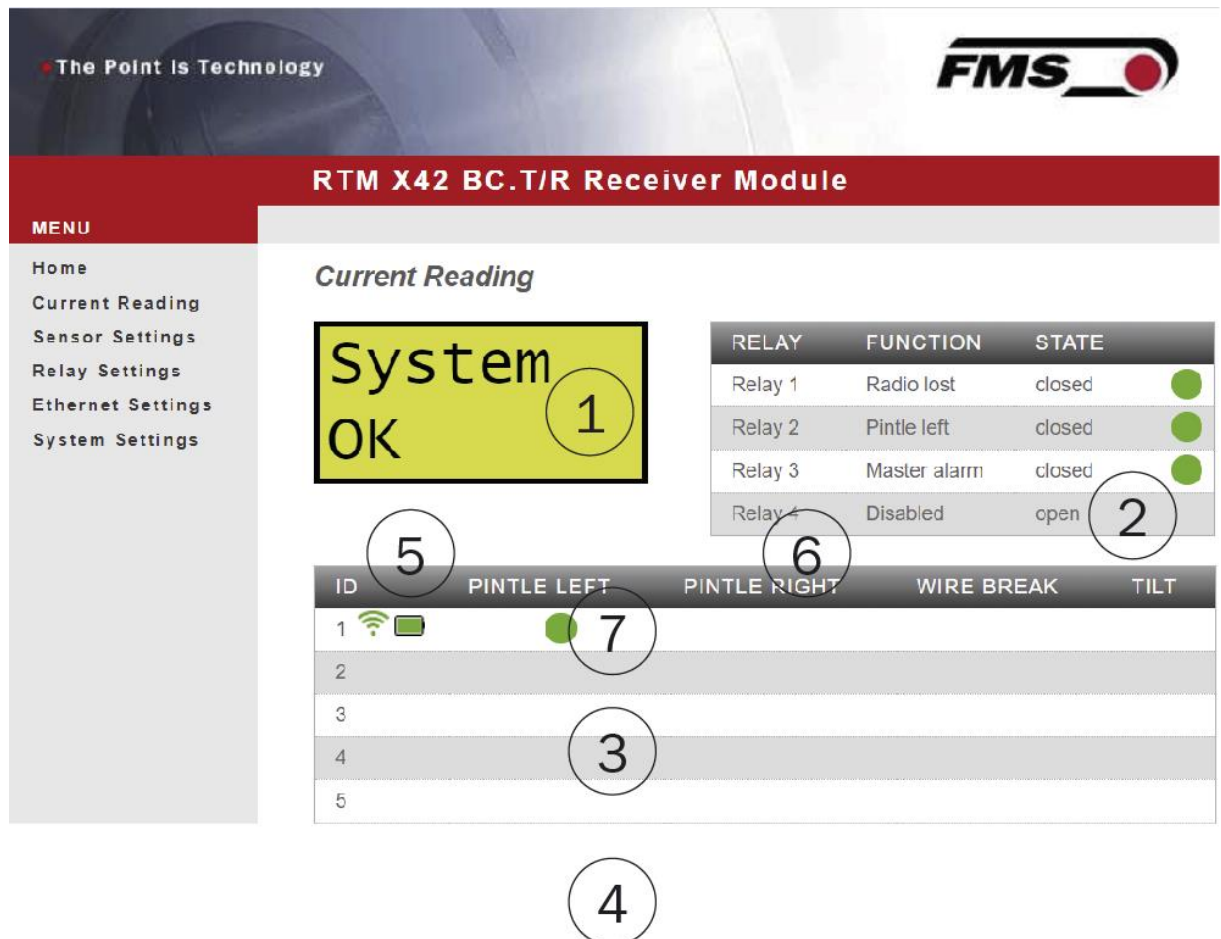 The Point is Technology
FMS
RTM X42 BC.T/R Receiver Module
MENU
Home
Current Reading
Sensor Settings
Relay Settings
Ethernet Settings
System Settings
Current Reading
System
OK
1
RELAY FUNCTION STATE
Relay 1 Radio lost closed
Relay 2 Pintle left closed
Relay 3 Master alarm closed
Relay 4 Disabled open
2
5
6
ID PINTLE LEFT PINTLE RIGHT WIRE BREAK TILT
1
7
2
3
3
4
5
4